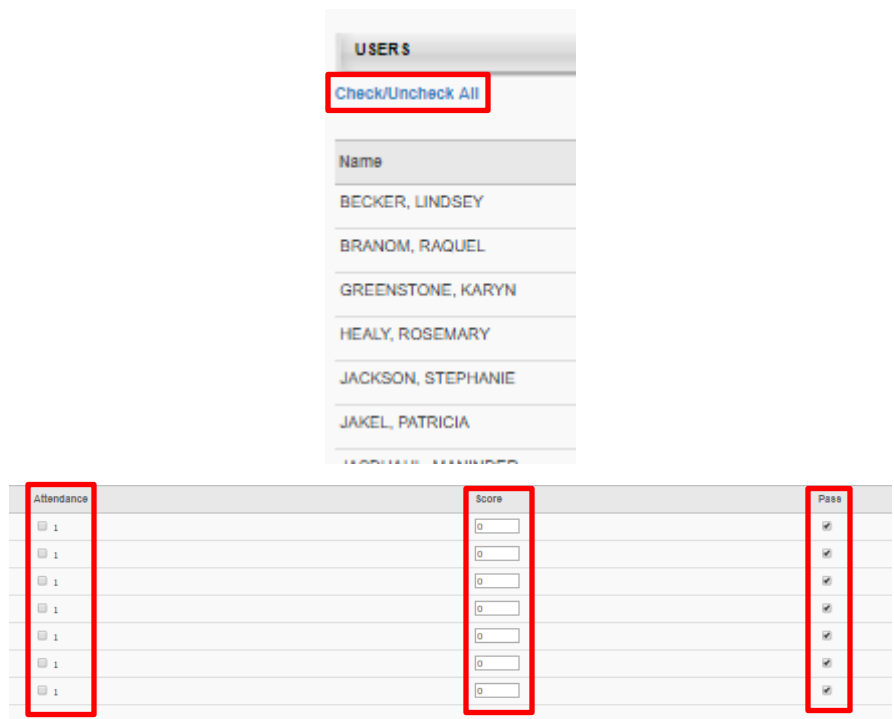 USERS
Check/Uncheck All
Name
BECKER, LINDSEY
BRANOM, RAQUEL
GREENSTONE, KARYN
HEALY, ROSEMARY
JACKSON, STEPHANIE
JAKEL, PATRICIA
Attendance Score Pass
1 0
1 0
1 0
1 0
1 0
1 0
1 0